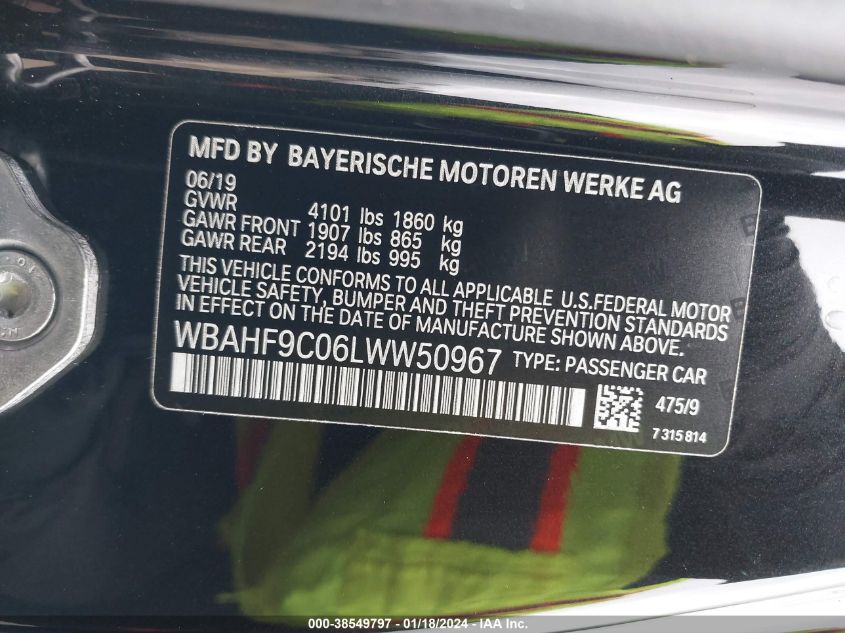 MFD BY BAYERISCHE MOTOREN WERKE AG
06/19
GVWR 4101 lbs 1860 kg
GAWR FRONT 1907 lbs 865 kg
GAWR REAR 2194 lbs 995 kg
THIS VEHICLE CONFORMS TO ALL APPLICABLE U.S.FEDERAL MOTOR
VEHICLE SAFETY, BUMPER AND THEFT PREVENTION STANDARDS
IN EFFECT ON THE DATE OF MANUFACTURE SHOWN ABOVE.
WBAHF9C06LWW50967 TYPE: PASSENGER CAR
475/9
7315814
000-38549797 - 01/18/2024 - IAA Inc.